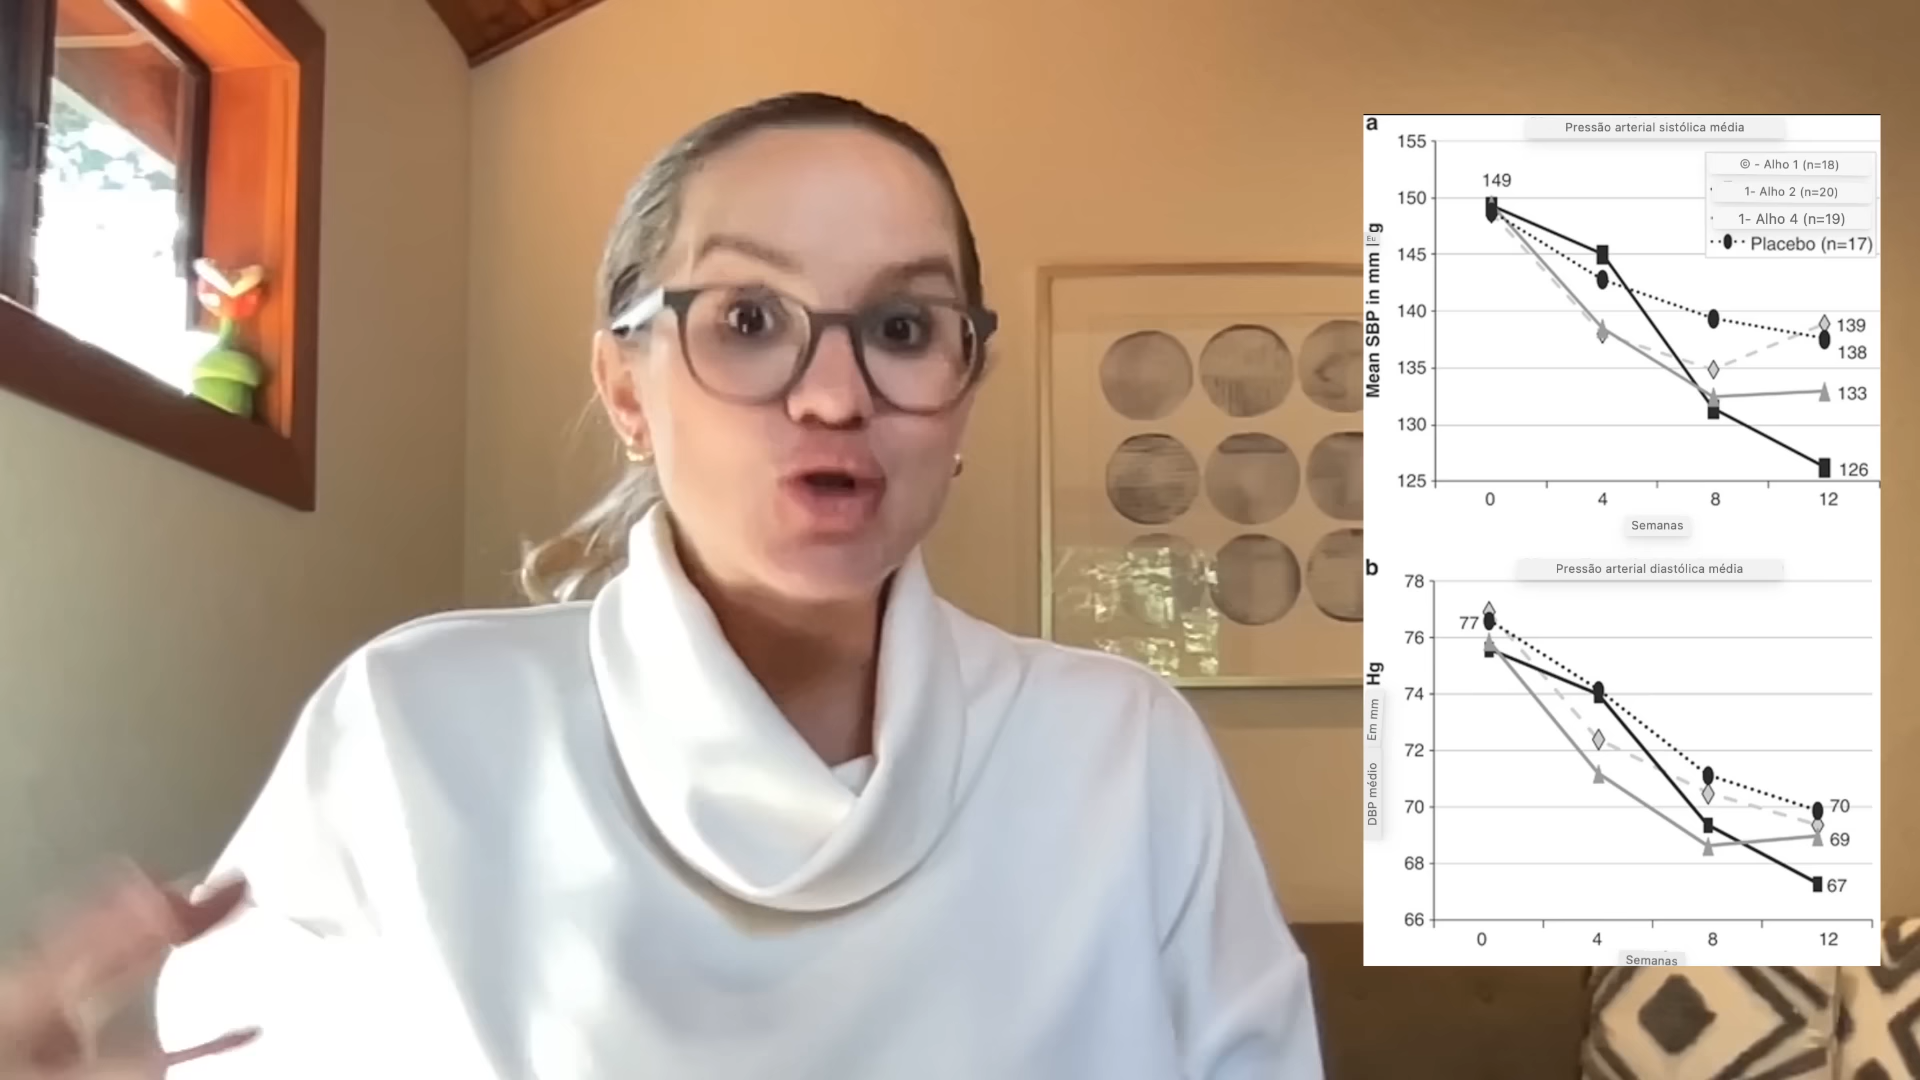 a
Pressão arterial sistólica média
155
© - Alho 1 (n=18)
1- Alho 2 (n=20)
1- Alho 4 (n=19)
Placebo (n=17)
149
150
145
140
135
130
125
Mean SBP in mm
Eu
g
139
138
133
126
0 4 8 12
Semanas
b
Pressão arterial diastólica média
78
77
76
74
72
70
68
66
DBP médio Em mm Hg
70
69
67
0 4 8 12
Semanas